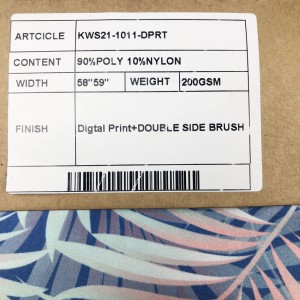 ARTCICLE KWS21-1011-DPRT
CONTENT 90%POLY 10%NYLON
WIDTH 58"59" WEIGHT 200GSM
FINISH Digtal Print+DOUBLE SIDE BRUSH